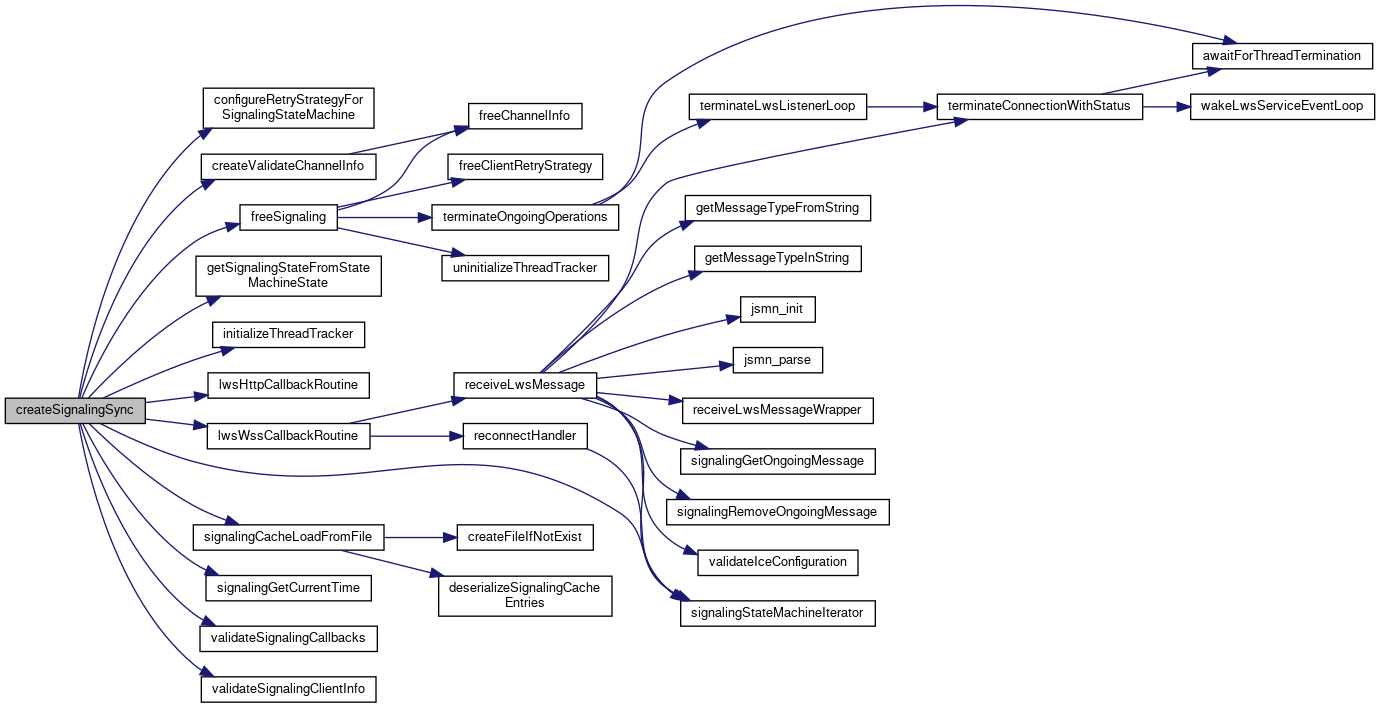 createSignalingSync
configureRetryStrategyFor
SignalingStateMachine
createValidateChannelInfo
freeSignaling
getSignalingStateFromState
MachineState
initializeThreadTracker
lwsHttpCallbackRoutine
lwsWssCallbackRoutine
signalingCacheLoadFromFile
signalingGetCurrentTime
validateSignalingCallbacks
validateSignalingClientInfo
freeChannelInfo
freeClientRetryStrategy
terminateOngoingOperations
uninitializeThreadTracker
receiveLwsMessage
reconnectHandler
createFileIfNotExist
deserializeSignalingCache
Entries
terminateLwsListenerLoop
getMessageTypeFromString
getMessageTypeInString
jsmn_init
jsmn_parse
receiveLwsMessageWrapper
signalingGetOngoingMessage
signalingRemoveOngoingMessage
validateIceConfiguration
signalingStateMachineIterator
terminateConnectionWithStatus
awaitForThreadTermination
wakeLwsServiceEventLoop